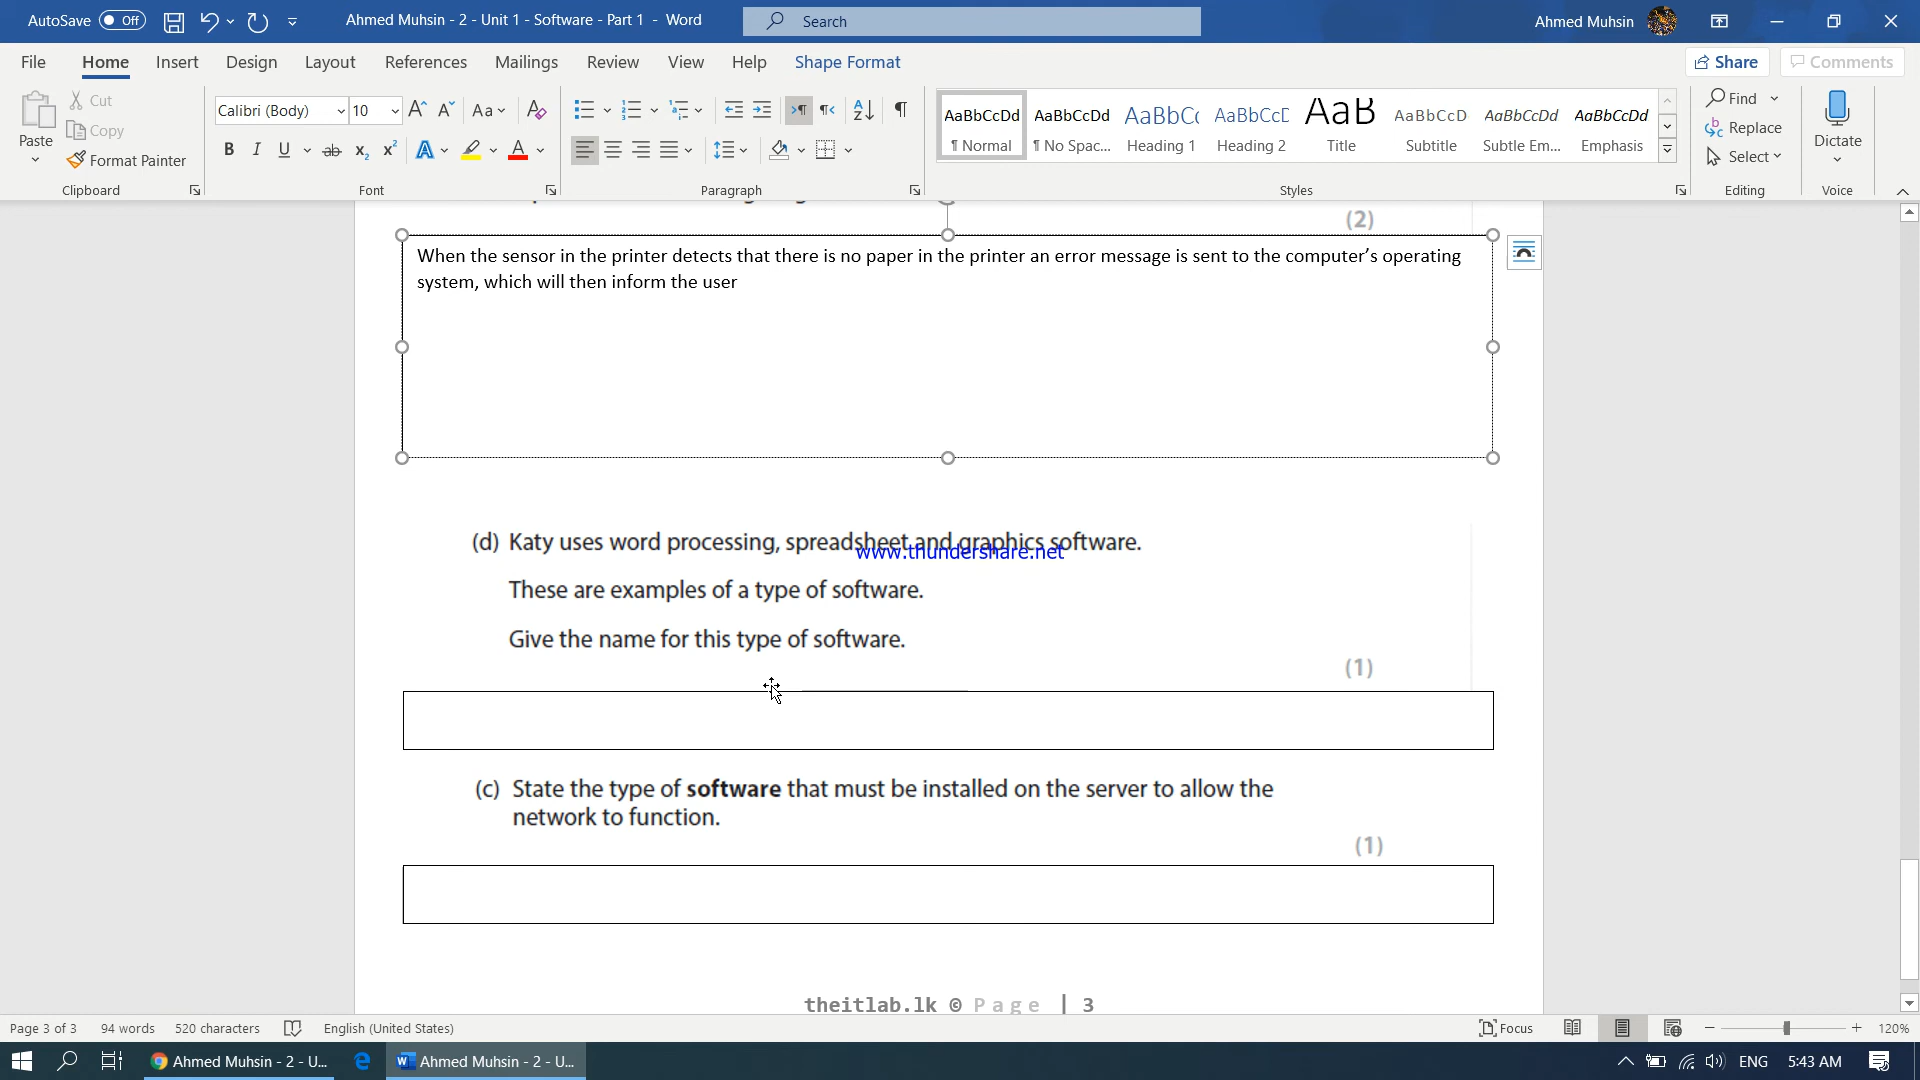 AutoSave Off Ahmed Muhsin - 2 - Unit 1 - Software - Part 1 - Word Search Ahmed Muhsin
File Home Insert Design Layout References Mailings Review View Help Shape Format Share Comments
Paste Cut Copy Format Painter
Calibri (Body) 10
AaBbCcDd AaBbCcDd AaBbC AaBbCcD AaB AaBbCcD AaBbCcDd AaBbCcDd
¶ Normal ¶ No Spac... Heading 1 Heading 2 Title Subtitle Subtle Em... Emphasis
Find Replace Select Dictate
Clipboard Font Paragraph Styles Editing Voice
(2)
When the sensor in the printer detects that there is no paper in the printer an error message is sent to the computer’s operating
system, which will then inform the user
(d) Katy uses word processing, spreadsheet and graphics software.
www.thundershare.net
These are examples of a type of software.
Give the name for this type of software.
(1)
(c) State the type of software that must be installed on the server to allow the
network to function.
(1)
theitlab.lk © Page | 3
Page 3 of 3 94 words 520 characters English (United States) Focus 120%
Ahmed Muhsin - 2 - U... Ahmed Muhsin - 2 - U... ENG 5:43 AM